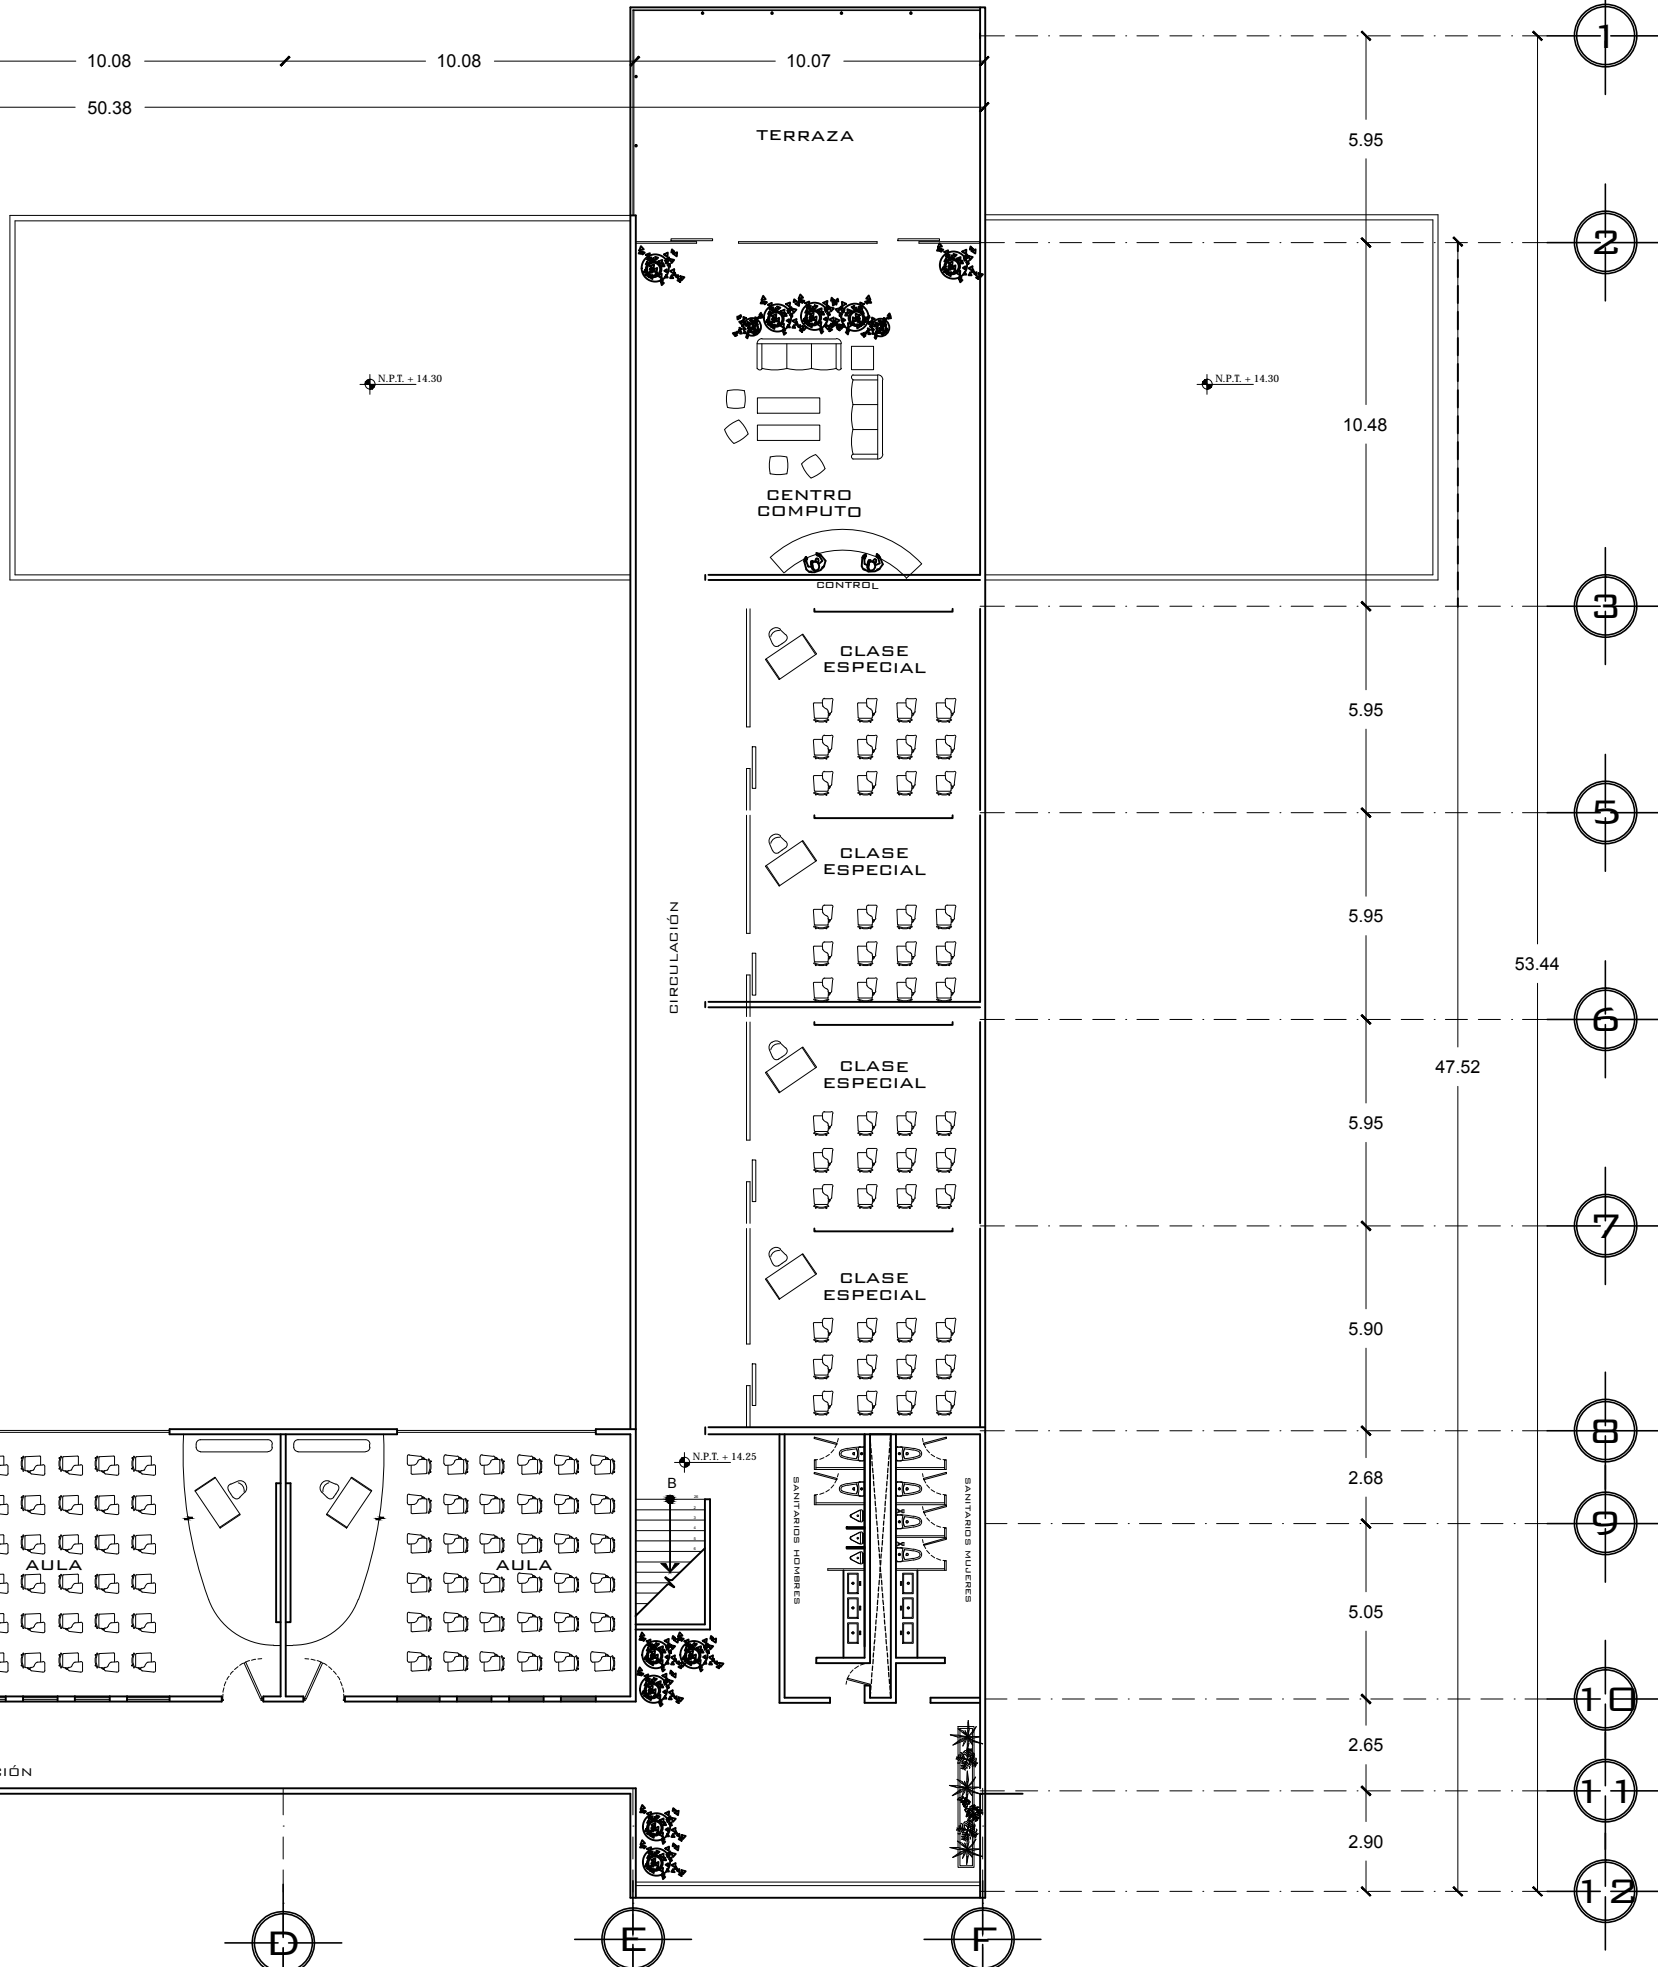 1
10.08
10.08
10.07
50.38
TERRAZA
5.95
2
N.P.T. + 14.30
N.P.T. + 14.30
10.48
CENTRO
COMPUTO
CONTROL
3
CLASE
ESPECIAL
5.95
5
CLASE
ESPECIAL
5.95
CIRCULACIÓN
53.44
6
CLASE
ESPECIAL
47.52
5.95
7
CLASE
ESPECIAL
5.90
8
N.P.T. + 14.25
B
SANITARIOS HOMBRES
SANITARIOS MUJERES
2.68
9
AULA
AULA
5.05
10
2.65
IÓN
11
2.90
12
D
E
F